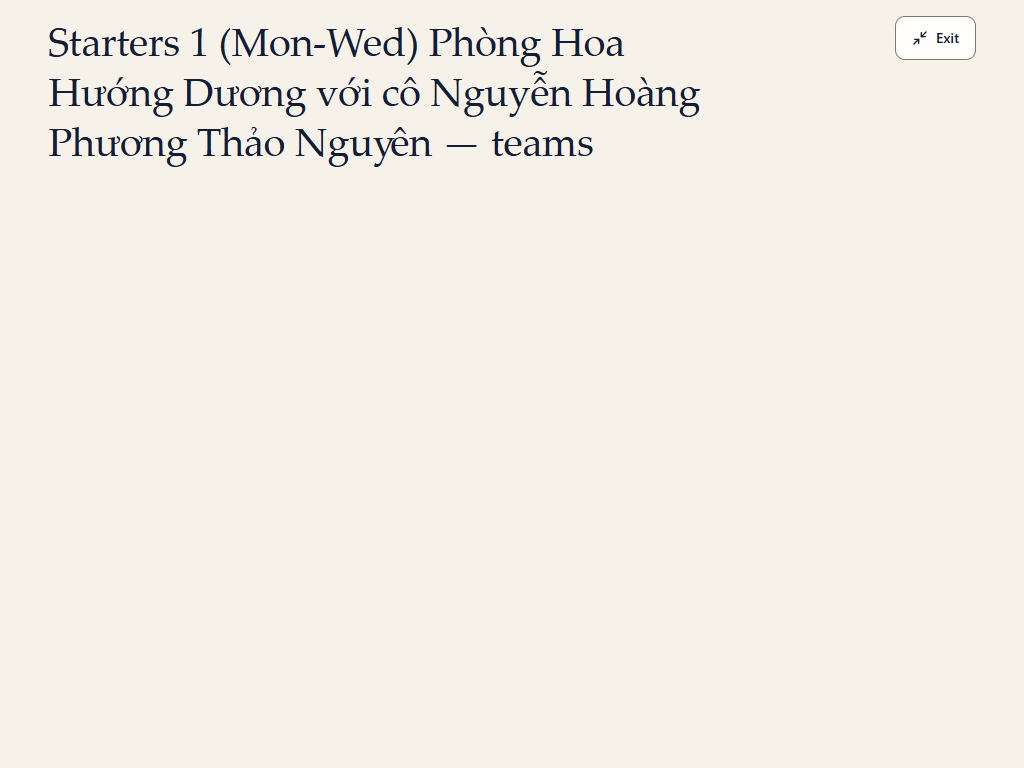 Starters 1 (Mon-Wed) Phòng Hoa
Hướng Dương với cô Nguyễn Hoàng
Phương Thảo Nguyên — teams
Exit